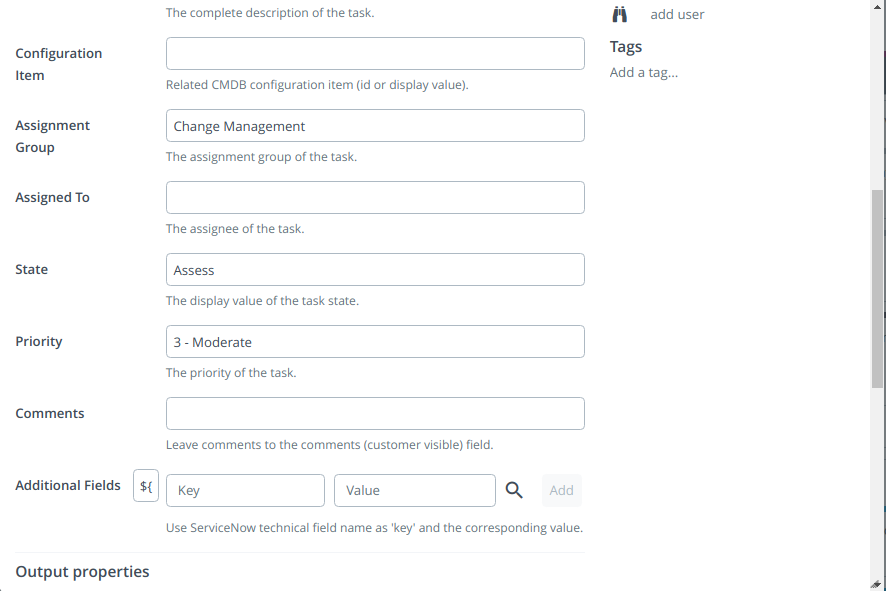 The complete description of the task.
add user
Configuration
Item
Tags
Add a tag...
Related CMDB configuration item (id or display value).
Assignment
Group
Change Management
The assignment group of the task.
Assigned To
The assignee of the task.
State
Assess
The display value of the task state.
Priority
3 - Moderate
The priority of the task.
Comments
Leave comments to the comments (customer visible) field.
Additional Fields ${ Key Value Add
Use ServiceNow technical field name as 'key' and the corresponding value.
Output properties